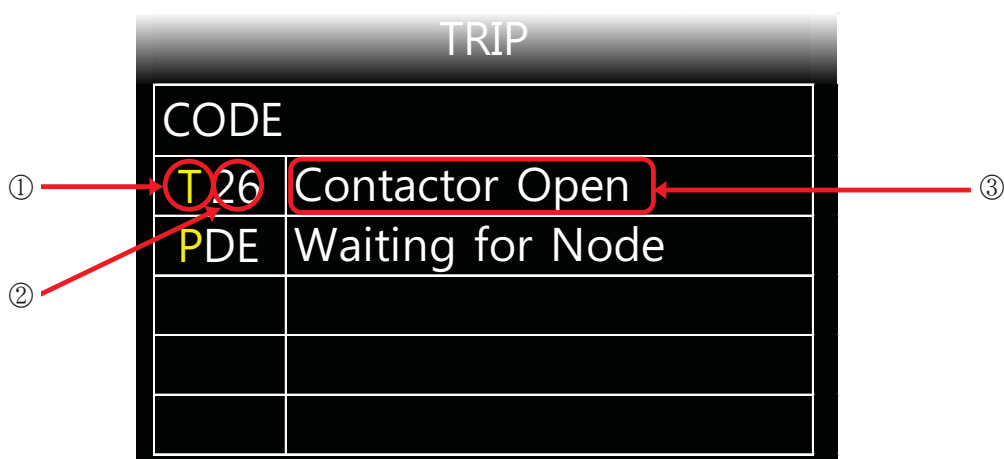 TRIP
CODE
① T26 Contactor Open ③
PDE Waiting for Node
②